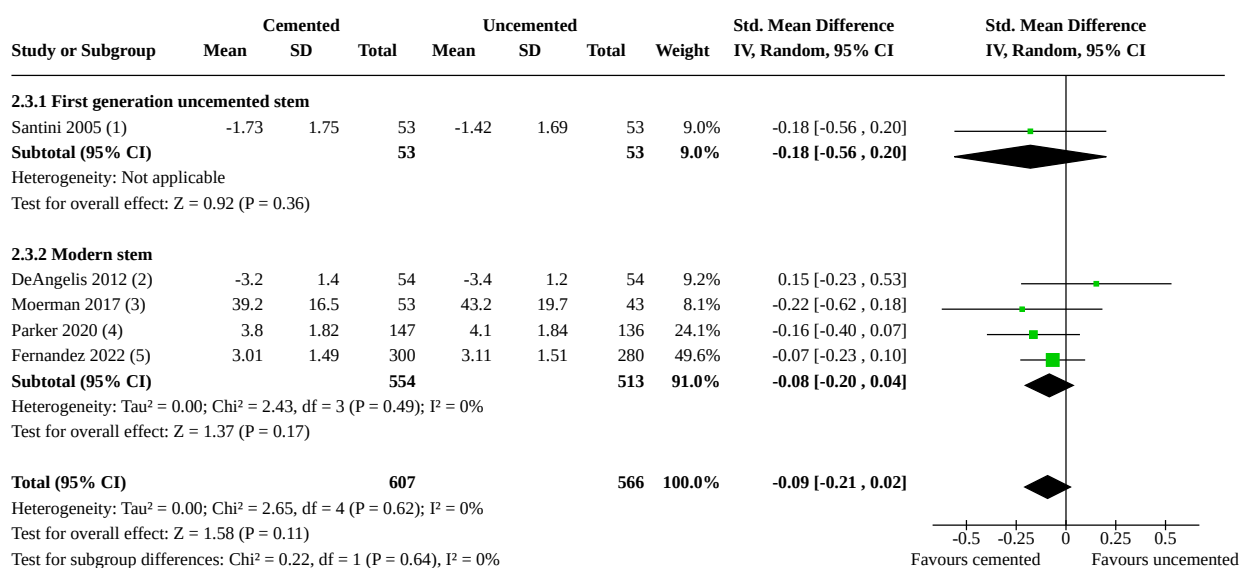 Cemented Uncemented Std. Mean Difference Std. Mean Difference
Study or Subgroup Mean SD Total Mean SD Total Weight IV, Random, 95% CI IV, Random, 95% CI
2.3.1 First generation uncemented stem
Santini 2005 (1) -1.73 1.75 53 -1.42 1.69 53 9.0% -0.18 [-0.56 , 0.20]
Subtotal (95% CI) 53 53 9.0% -0.18 [-0.56 , 0.20]
Heterogeneity: Not applicable
Test for overall effect: Z = 0.92 (P = 0.36)
2.3.2 Modern stem
DeAngelis 2012 (2) -3.2 1.4 54 -3.4 1.2 54 9.2% 0.15 [-0.23 , 0.53]
Moerman 2017 (3) 39.2 16.5 53 43.2 19.7 43 8.1% -0.22 [-0.62 , 0.18]
Parker 2020 (4) 3.8 1.82 147 4.1 1.84 136 24.1% -0.16 [-0.40 , 0.07]
Fernandez 2022 (5) 3.01 1.49 300 3.11 1.51 280 49.6% -0.07 [-0.23 , 0.10]
Subtotal (95% CI) 554 513 91.0% -0.08 [-0.20 , 0.04]
Heterogeneity: Tau² = 0.00; Chi² = 2.43, df = 3 (P = 0.49); I² = 0%
Test for overall effect: Z = 1.37 (P = 0.17)
Total (95% CI) 607 566 100.0% -0.09 [-0.21 , 0.02]
Heterogeneity: Tau² = 0.00; Chi² = 2.65, df = 4 (P = 0.62); I² = 0%
Test for overall effect: Z = 1.58 (P = 0.11)
-0.5 -0.25 0 0.25 0.5
Test for subgroup differences: Chi² = 0.22, df = 1 (P = 0.64), I² = 0% Favours cemented Favours uncemented